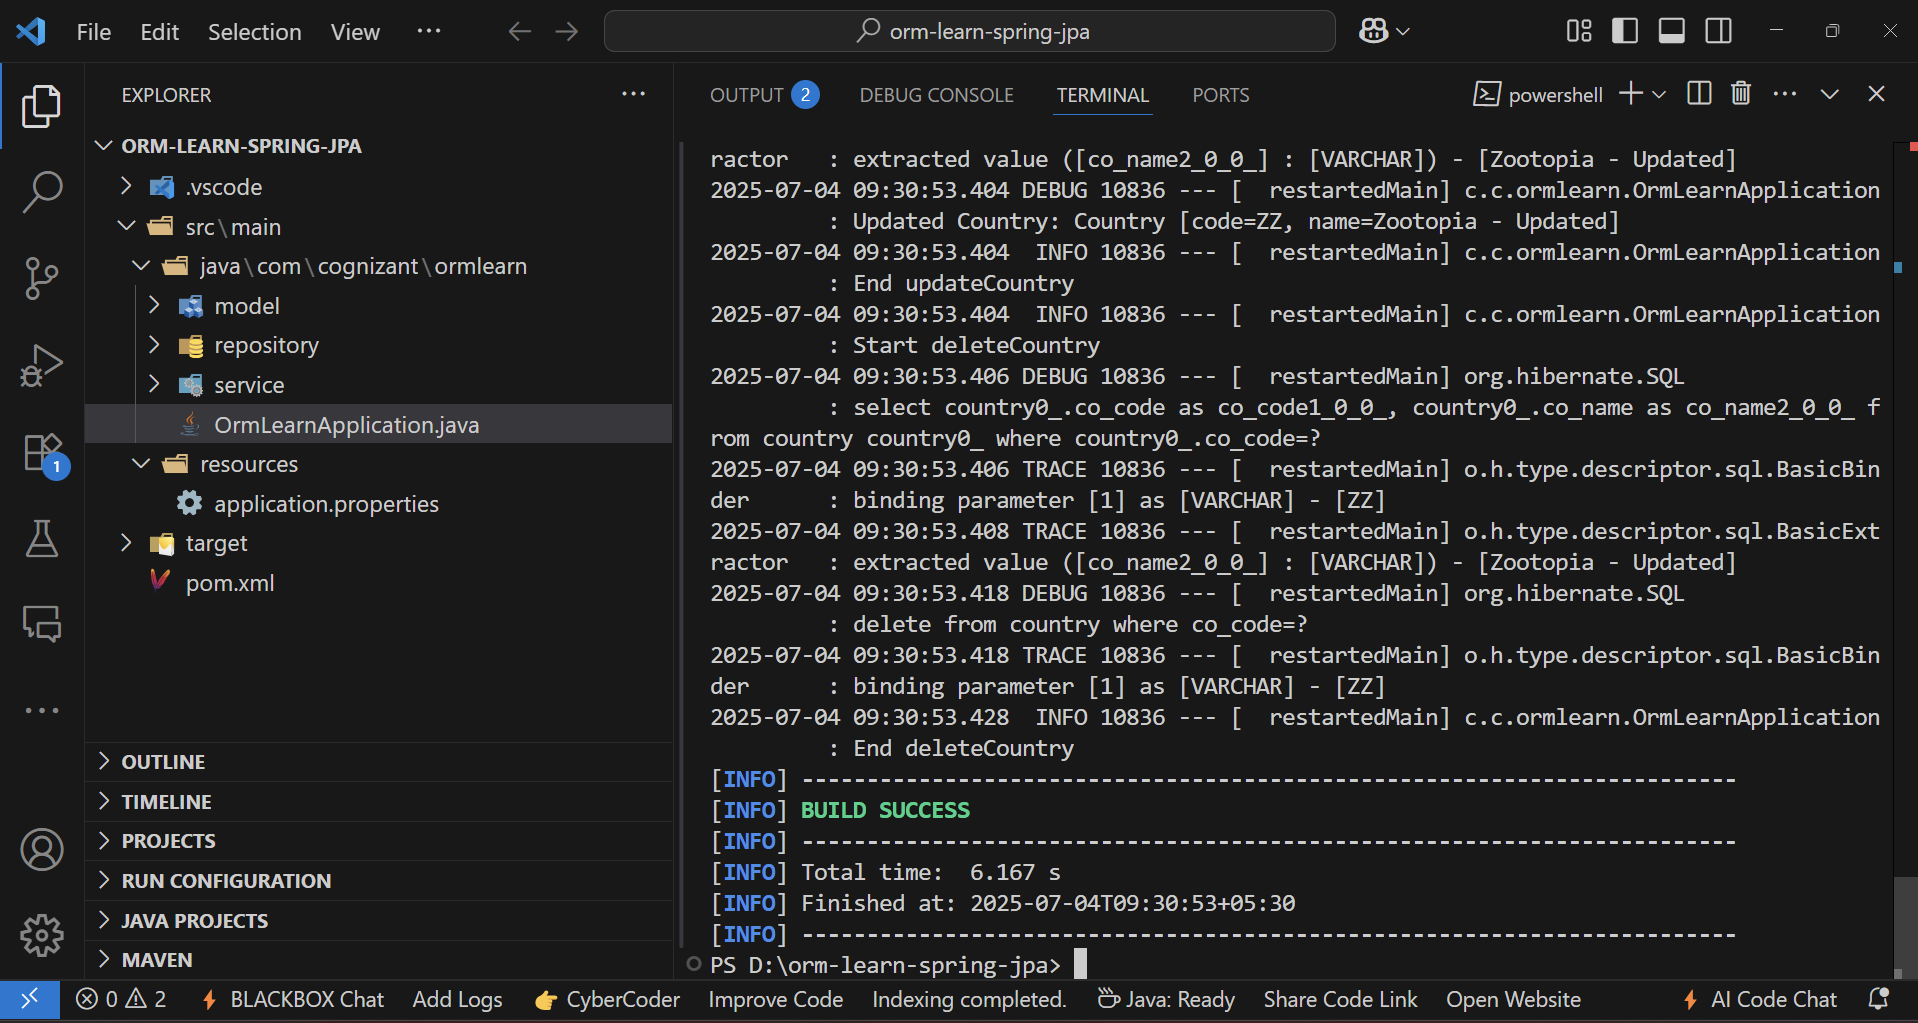 File Edit Selection View ··· orm-learn-spring-jpa
EXPLORER
ORM-LEARN-SPRING-JPA
.vscode
src\main
java\com\cognizant\ormlearn
model
repository
service
OrmLearnApplication.java
resources
application.properties
target
pom.xml
OUTLINE
TIMELINE
PROJECTS
RUN CONFIGURATION
JAVA PROJECTS
MAVEN
1
OUTPUT 2 DEBUG CONSOLE TERMINAL PORTS powershell
ractor   : extracted value ([co_name2_0_0_] : [VARCHAR]) - [Zootopia - Updated]
2025-07-04 09:30:53.404 DEBUG 10836 --- [  restartedMain] c.c.ormlearn.OrmLearnApplication
         : Updated Country: Country [code=ZZ, name=Zootopia - Updated]
2025-07-04 09:30:53.404  INFO 10836 --- [  restartedMain] c.c.ormlearn.OrmLearnApplication
         : End updateCountry
2025-07-04 09:30:53.404  INFO 10836 --- [  restartedMain] c.c.ormlearn.OrmLearnApplication
         : Start deleteCountry
2025-07-04 09:30:53.406 DEBUG 10836 --- [  restartedMain] org.hibernate.SQL
         : select country0_.co_code as co_code1_0_0_, country0_.co_name as co_name2_0_0_ f
rom country country0_ where country0_.co_code=?
2025-07-04 09:30:53.406 TRACE 10836 --- [  restartedMain] o.h.type.descriptor.sql.BasicBin
der      : binding parameter [1] as [VARCHAR] - [ZZ]
2025-07-04 09:30:53.408 TRACE 10836 --- [  restartedMain] o.h.type.descriptor.sql.BasicExt
ractor   : extracted value ([co_name2_0_0_] : [VARCHAR]) - [Zootopia - Updated]
2025-07-04 09:30:53.418 DEBUG 10836 --- [  restartedMain] org.hibernate.SQL
         : delete from country where co_code=?
2025-07-04 09:30:53.418 TRACE 10836 --- [  restartedMain] o.h.type.descriptor.sql.BasicBin
der      : binding parameter [1] as [VARCHAR] - [ZZ]
2025-07-04 09:30:53.428  INFO 10836 --- [  restartedMain] c.c.ormlearn.OrmLearnApplication
         : End deleteCountry
[INFO] ------------------------------------------------------------------------
[INFO] BUILD SUCCESS
[INFO] ------------------------------------------------------------------------
[INFO] Total time:  6.167 s
[INFO] Finished at: 2025-07-04T09:30:53+05:30
[INFO] ------------------------------------------------------------------------
PS D:\orm-learn-spring-jpa>
0 2 BLACKBOX Chat Add Logs CyberCoder Improve Code Indexing completed. Java: Ready Share Code Link Open Website AI Code Chat